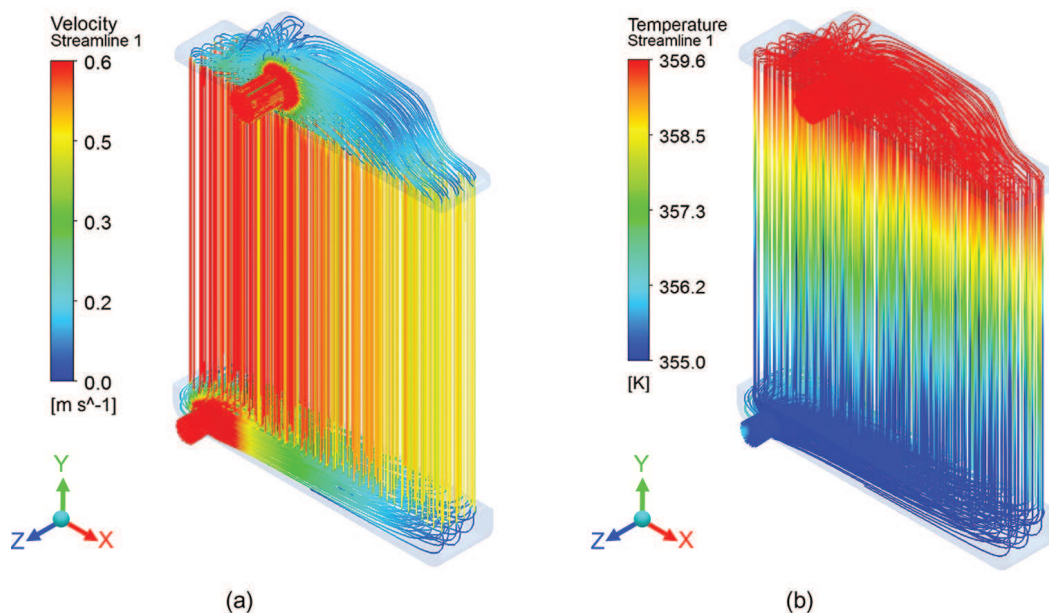 Velocity
Streamline 1
0.6
0.5
0.3
0.2
0.0
[m s^-1]
Y
Z
X
(a)
Temperature
Streamline 1
359.6
358.5
357.3
356.2
355.0
[K]
Y
Z
X
(b)